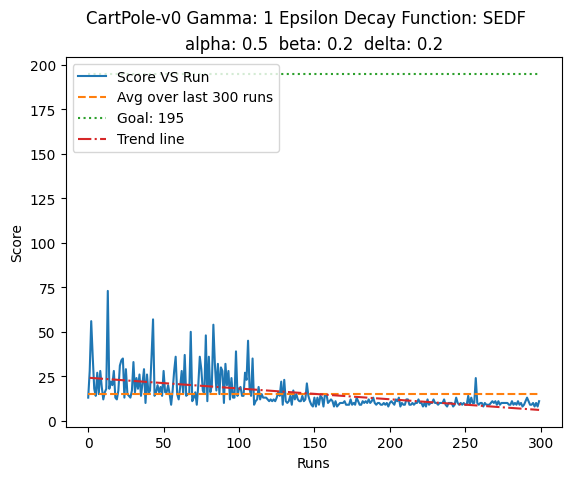 CartPole-v0 Gamma: 1 Epsilon Decay Function: SEDF
alpha: 0.5  beta: 0.2  delta: 0.2
Score VS Run
Avg over last 300 runs
Goal: 195
Trend line
200
175
150
125
100
75
50
25
0
Score
0 50 100 150 200 250 300
Runs